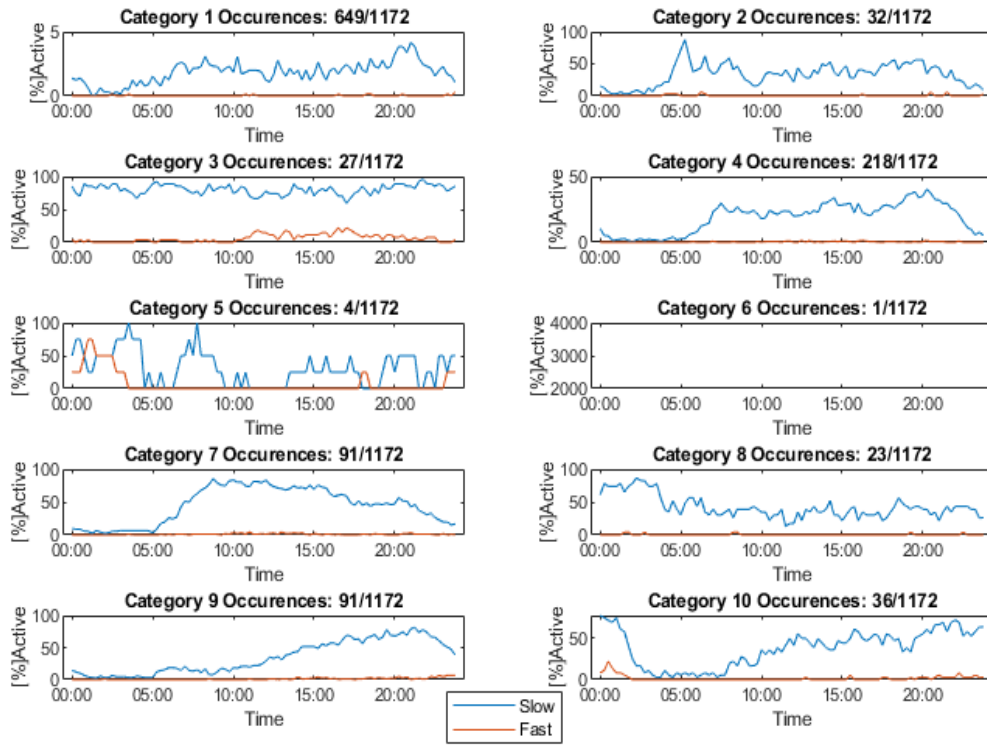 Category 1 Occurences: 649/1172
5
0
[%]Active
00:00 05:00 10:00 15:00 20:00
Time
Category 2 Occurences: 32/1172
100
50
0
[%]Active
00:00 05:00 10:00 15:00 20:00
Time
Category 3 Occurences: 27/1172
100
50
0
[%]Active
00:00 05:00 10:00 15:00 20:00
Time
Category 4 Occurences: 218/1172
50
0
[%]Active
00:00 05:00 10:00 15:00 20:00
Time
Category 5 Occurences: 4/1172
100
50
0
[%]Active
00:00 05:00 10:00 15:00 20:00
Time
Category 6 Occurences: 1/1172
4000
3000
2000
[%]Active
00:00 05:00 10:00 15:00 20:00
Time
Category 7 Occurences: 91/1172
100
50
0
[%]Active
00:00 05:00 10:00 15:00 20:00
Time
Category 8 Occurences: 23/1172
100
50
0
[%]Active
00:00 05:00 10:00 15:00 20:00
Time
Category 9 Occurences: 91/1172
100
50
0
[%]Active
00:00 05:00 10:00 15:00 20:00
Time
Category 10 Occurences: 36/1172
50
0
[%]Active
00:00 05:00 10:00 15:00 20:00
Time
Slow
Fast